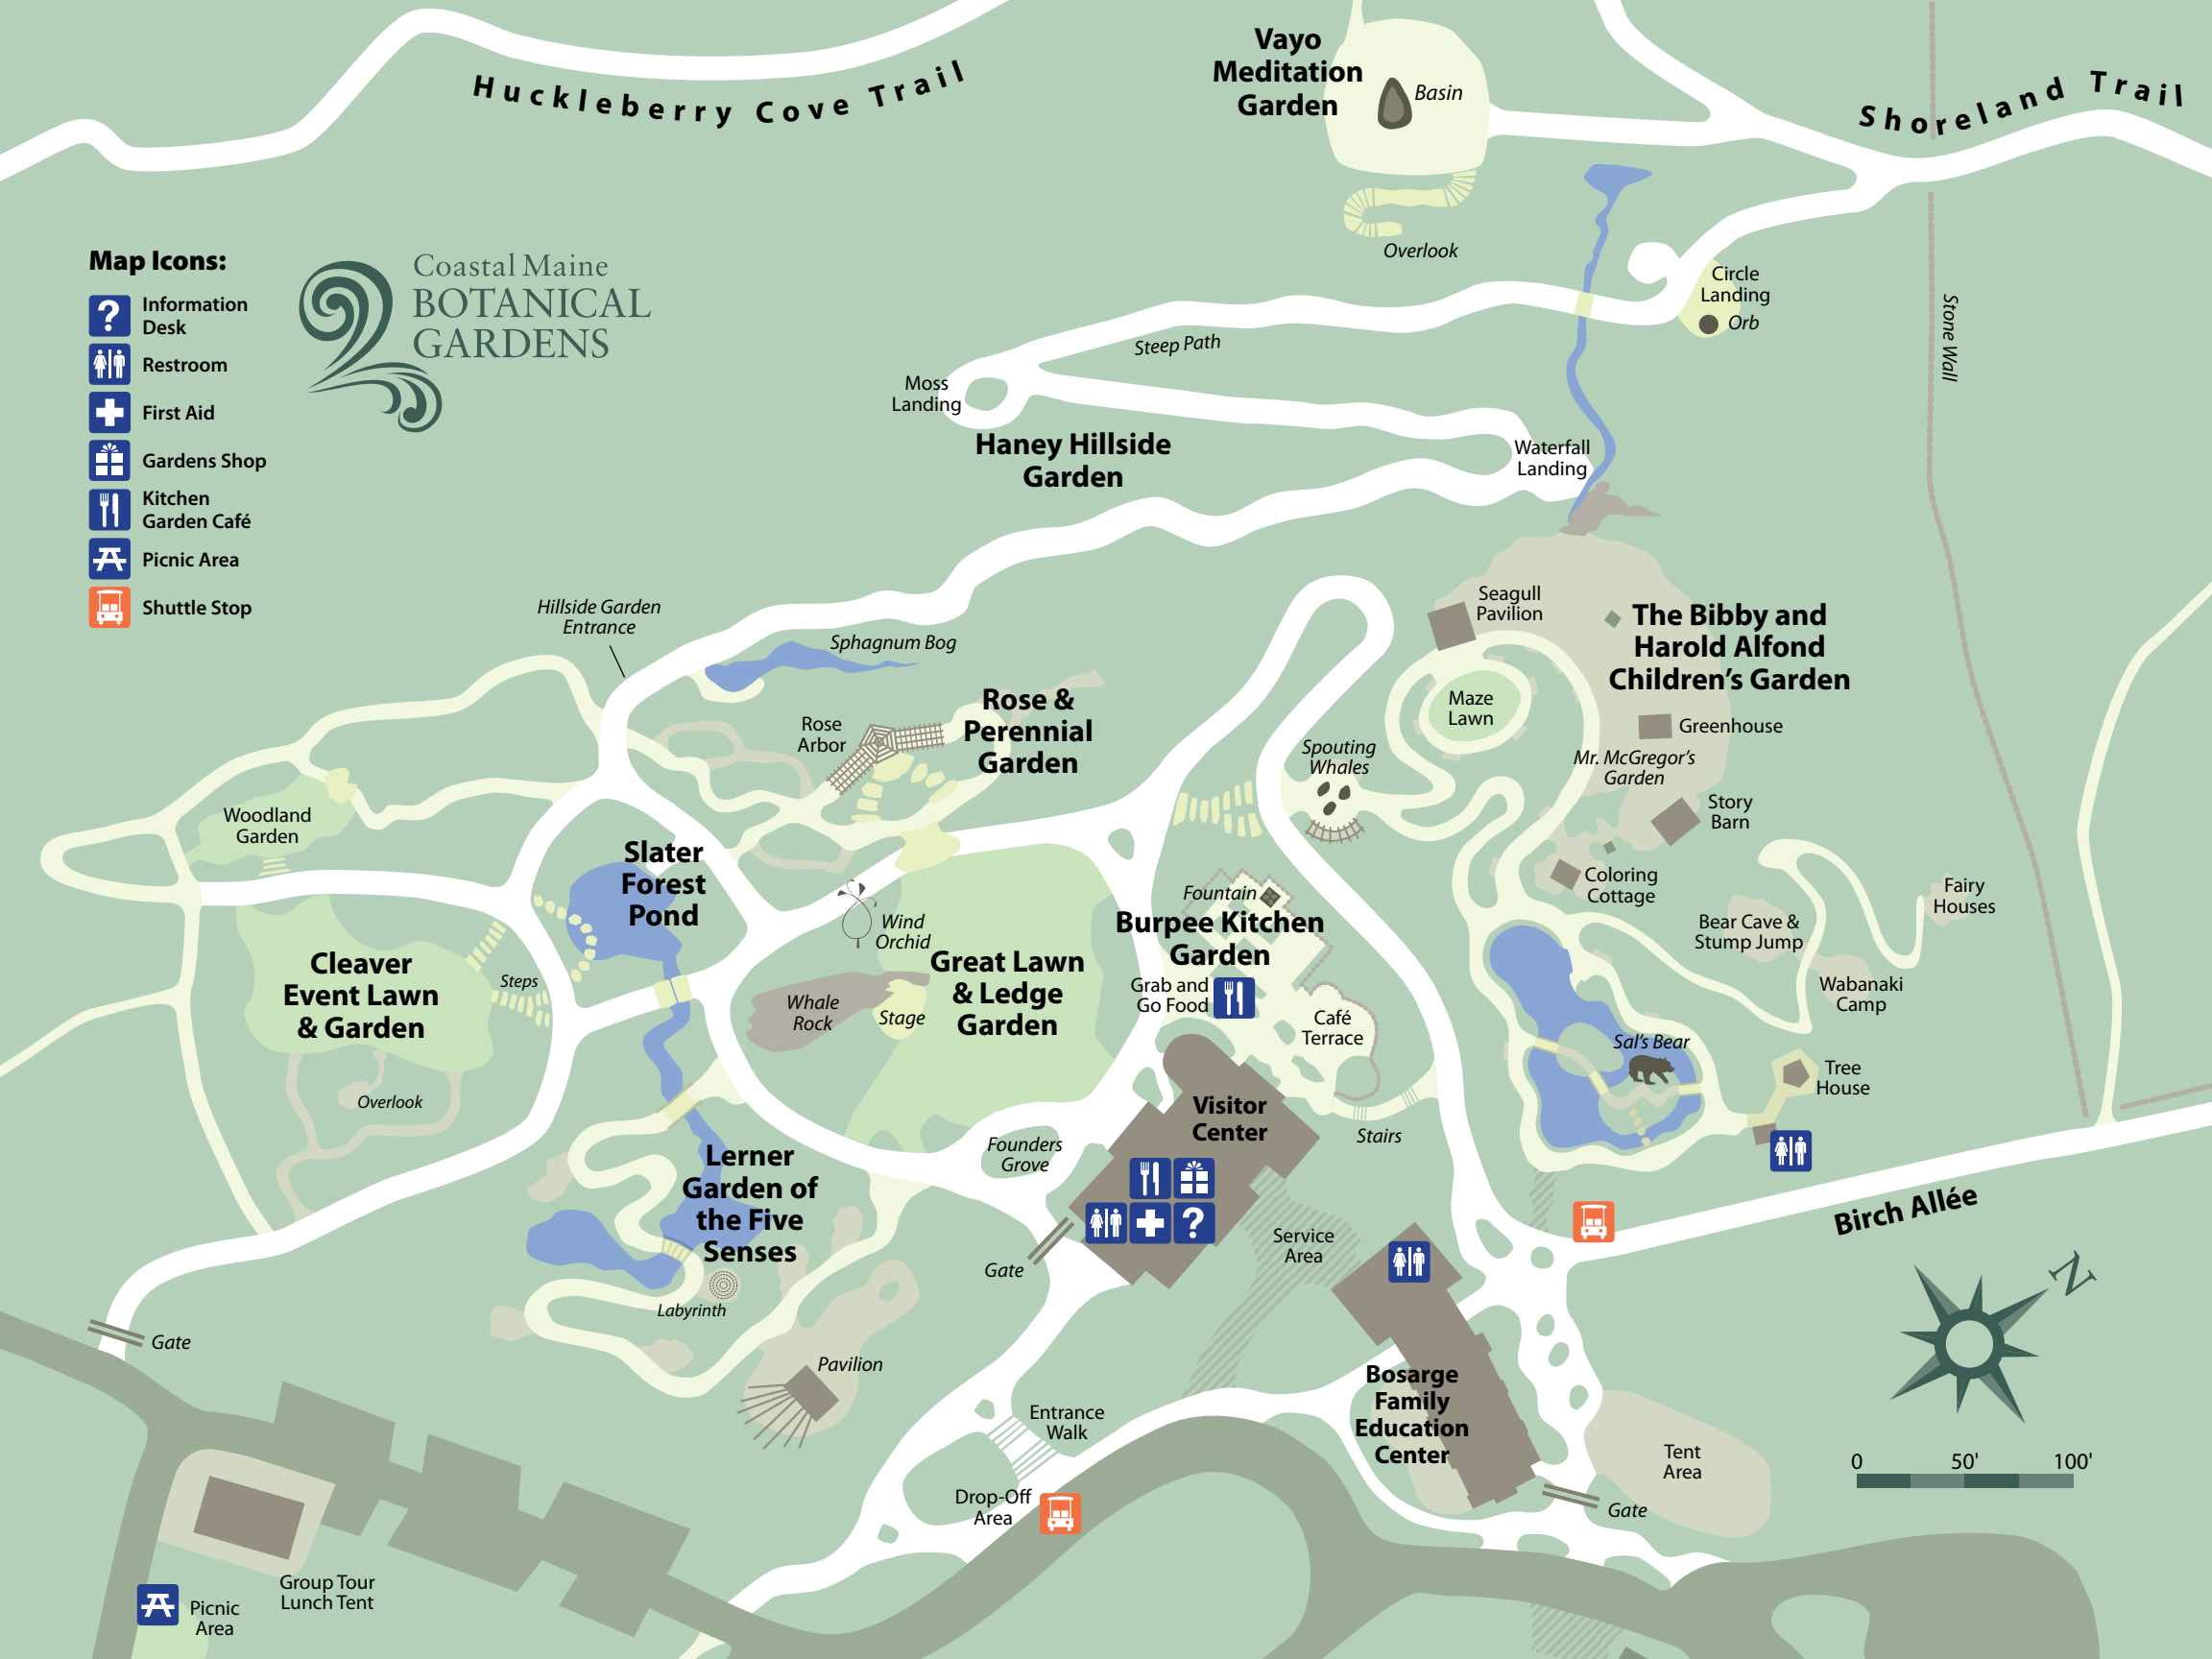 Huckleberry Cove Trail
Vayo
Meditation
Garden
Basin
Overlook
Shoreland Trail
Map Icons:
Information
Desk
Restroom
First Aid
Gardens Shop
Kitchen
Garden Café
Picnic Area
Shuttle Stop
Coastal Maine
BOTANICAL
GARDENS
Circle
Landing
Orb
Stone Wall
Steep Path
Moss
Landing
Haney Hillside
Garden
Waterfall
Landing
Hillside Garden
Entrance
Sphagnum Bog
Seagull
Pavilion
The Bibby and
Harold Alfond
Children's Garden
Maze
Lawn
Greenhouse
Mr. McGregor's
Garden
Story
Barn
Rose &
Perennial
Garden
Rose
Arbor
Spouting
Whales
Woodland
Garden
Slater
Forest
Pond
Wind
Orchid
Fountain
Burpee Kitchen
Garden
Grab and
Go Food
Café
Terrace
Coloring
Cottage
Bear Cave &
Stump Jump
Fairy
Houses
Wabanaki
Camp
Cleaver
Event Lawn
& Garden
Steps
Overlook
Whale
Rock
Stage
Great Lawn
& Ledge
Garden
Sal's Bear
Tree
House
Visitor
Center
Stairs
Founders
Grove
Lerner
Garden of
the Five
Senses
Labyrinth
Gate
Service
Area
Birch Allée
N
Gate
Pavilion
Entrance
Walk
Bosarge
Family
Education
Center
Tent
Area
0 50' 100'
Drop-Off
Area
Gate
Group Tour
Lunch Tent
Picnic
Area